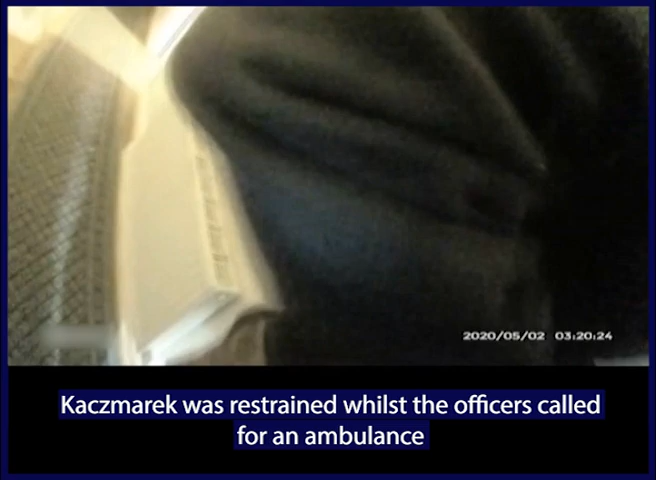 2020/05/02 03:20:24
Kaczmarek was restrained whilst the officers called
for an ambulance